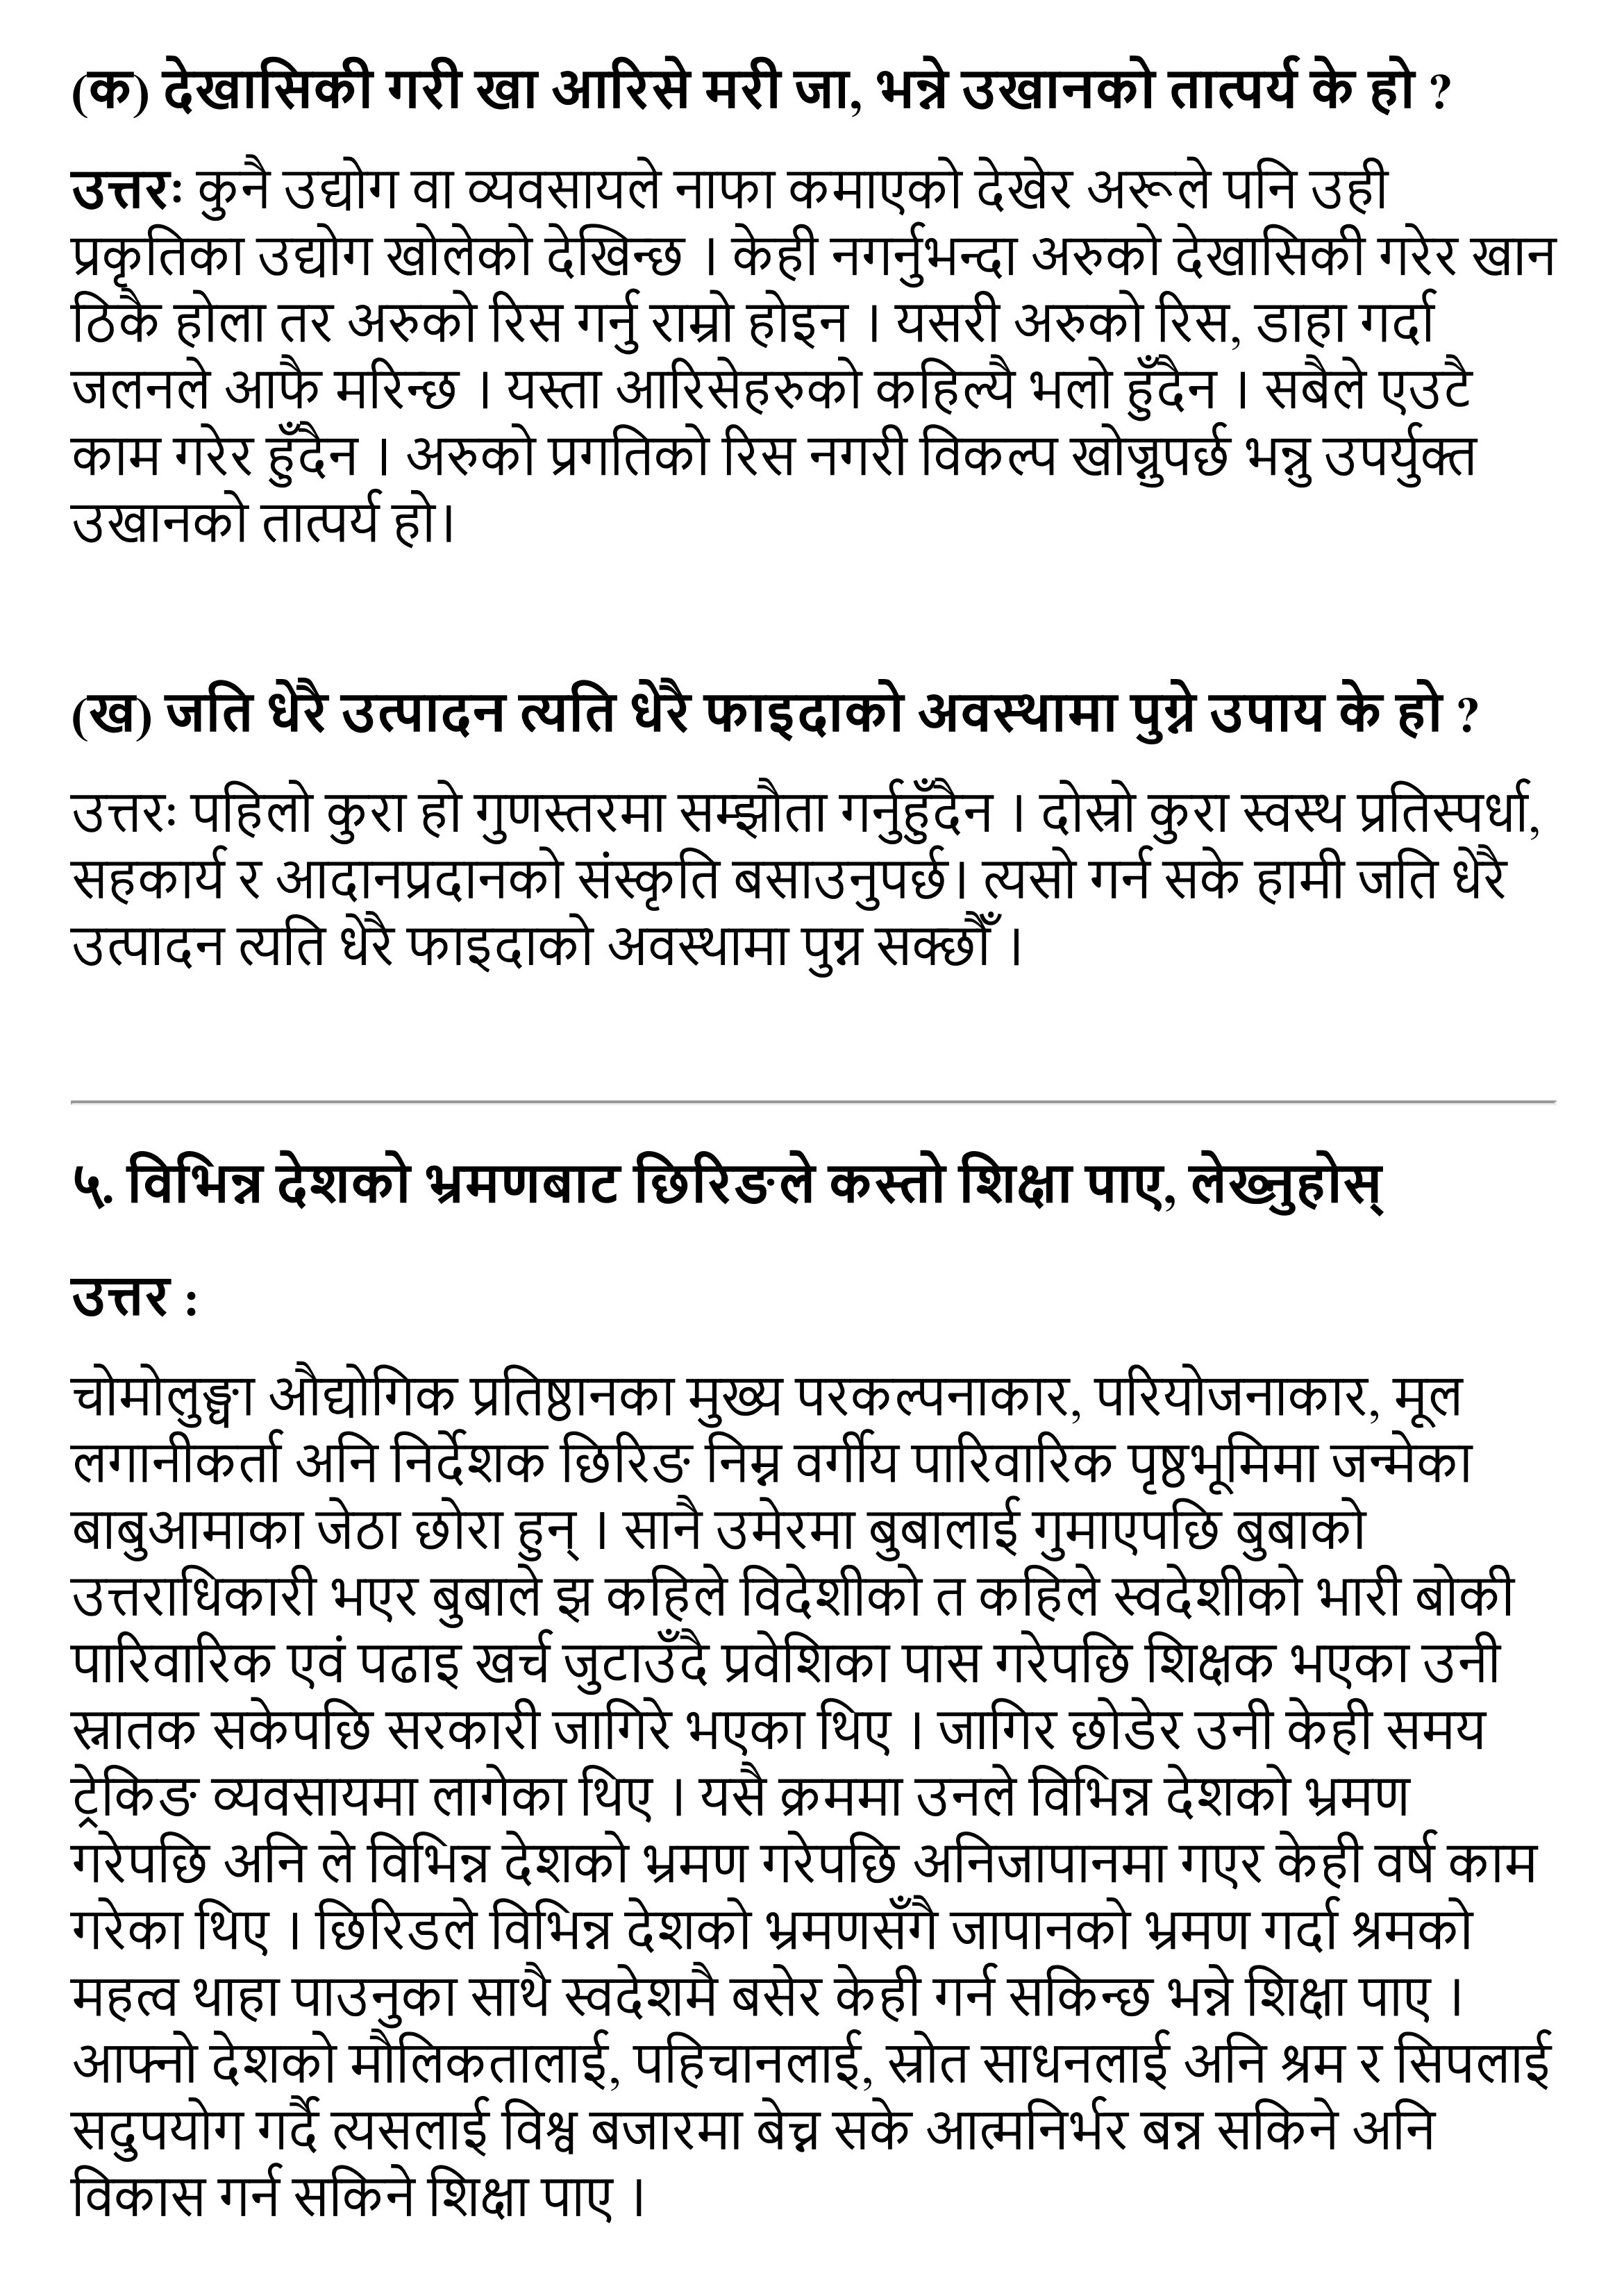 (क) देखासिकी गरी खा आरिसे मरी जा, भन्ने उखानको तात्पर्य के हो ?
उत्तरः कुनै उद्योग वा व्यवसायले नाफा कमाएको देखेर अरूले पनि उही
प्रकृतिका उद्योग खोलेको देखिन्छ । केही नगर्नुभन्दा अरुको देखासिकी गरेर खान
ठिकै होला तर अरुको रिस गर्नु राम्रो होइन । यसरी अरुको रिस, डाहा गर्दा
जलनले आफै मरिन्छ । यस्ता आरिसेहरुको कहिल्यै भलो हुँदैन । सबैले एउटै
काम गरेर हुँदैन । अरुको प्रगतिको रिस नगरी विकल्प खोज्नुपर्छ भन्नु उपर्युक्त
उखानको तात्पर्य हो।
(ख) जति धेरै उत्पादन त्यति धेरै फाइदाको अवस्थामा पुग्ने उपाय के हो ?
उत्तरः पहिलो कुरा हो गुणस्तरमा सम्झौता गर्नुहुँदैन । दोस्रो कुरा स्वस्थ प्रतिस्पर्धा,
सहकार्य र आदानप्रदानको संस्कृति बसाउनुपर्छ। त्यसो गर्न सके हामी जति धेरै
उत्पादन त्यति धेरै फाइदाको अवस्थामा पुग्न सक्छौँ ।
५. विभिन्न देशको भ्रमणबाट छिरिङले कस्तो शिक्षा पाए, लेख्नुहोस्
उत्तर :
चोमोलुङ्मा औद्योगिक प्रतिष्ठानका मुख्य परकल्पनाकार, परियोजनाकार, मूल
लगानीकर्ता अनि निर्देशक छिरिङ निम्न वर्गीय पारिवारिक पृष्ठभूमिमा जन्मेका
बाबुआमाका जेठा छोरा हुन् । सानै उमेरमा बुबालाई गुमाएपछि बुबाको
उत्तराधिकारी भएर बुबाले झ कहिले विदेशीको त कहिले स्वदेशीको भारी बोकी
पारिवारिक एवं पढाइ खर्च जुटाउँदै प्रवेशिका पास गरेपछि शिक्षक भएका उनी
स्नातक सकेपछि सरकारी जागिरे भएका थिए । जागिर छोडेर उनी केही समय
ट्रेकिङ व्यवसायमा लागेका थिए । यसै क्रममा उनले विभिन्न देशको भ्रमण
गरेपछि अनि ले विभिन्न देशको भ्रमण गरेपछि अनिजापानमा गएर केही वर्ष काम
गरेका थिए । छिरिडले विभिन्न देशको भ्रमणसँगै जापानको भ्रमण गर्दा श्रमको
महत्व थाहा पाउनुका साथै स्वदेशमै बसेर केही गर्न सकिन्छ भन्ने शिक्षा पाए ।
आफ्नो देशको मौलिकतालाई, पहिचानलाई, स्रोत साधनलाई अनि श्रम र सिपलाई
सदुपयोग गर्दै त्यसलाई विश्व बजारमा बेच्न सके आत्मनिर्भर बन्न सकिने अनि
विकास गर्न सकिने शिक्षा पाए ।